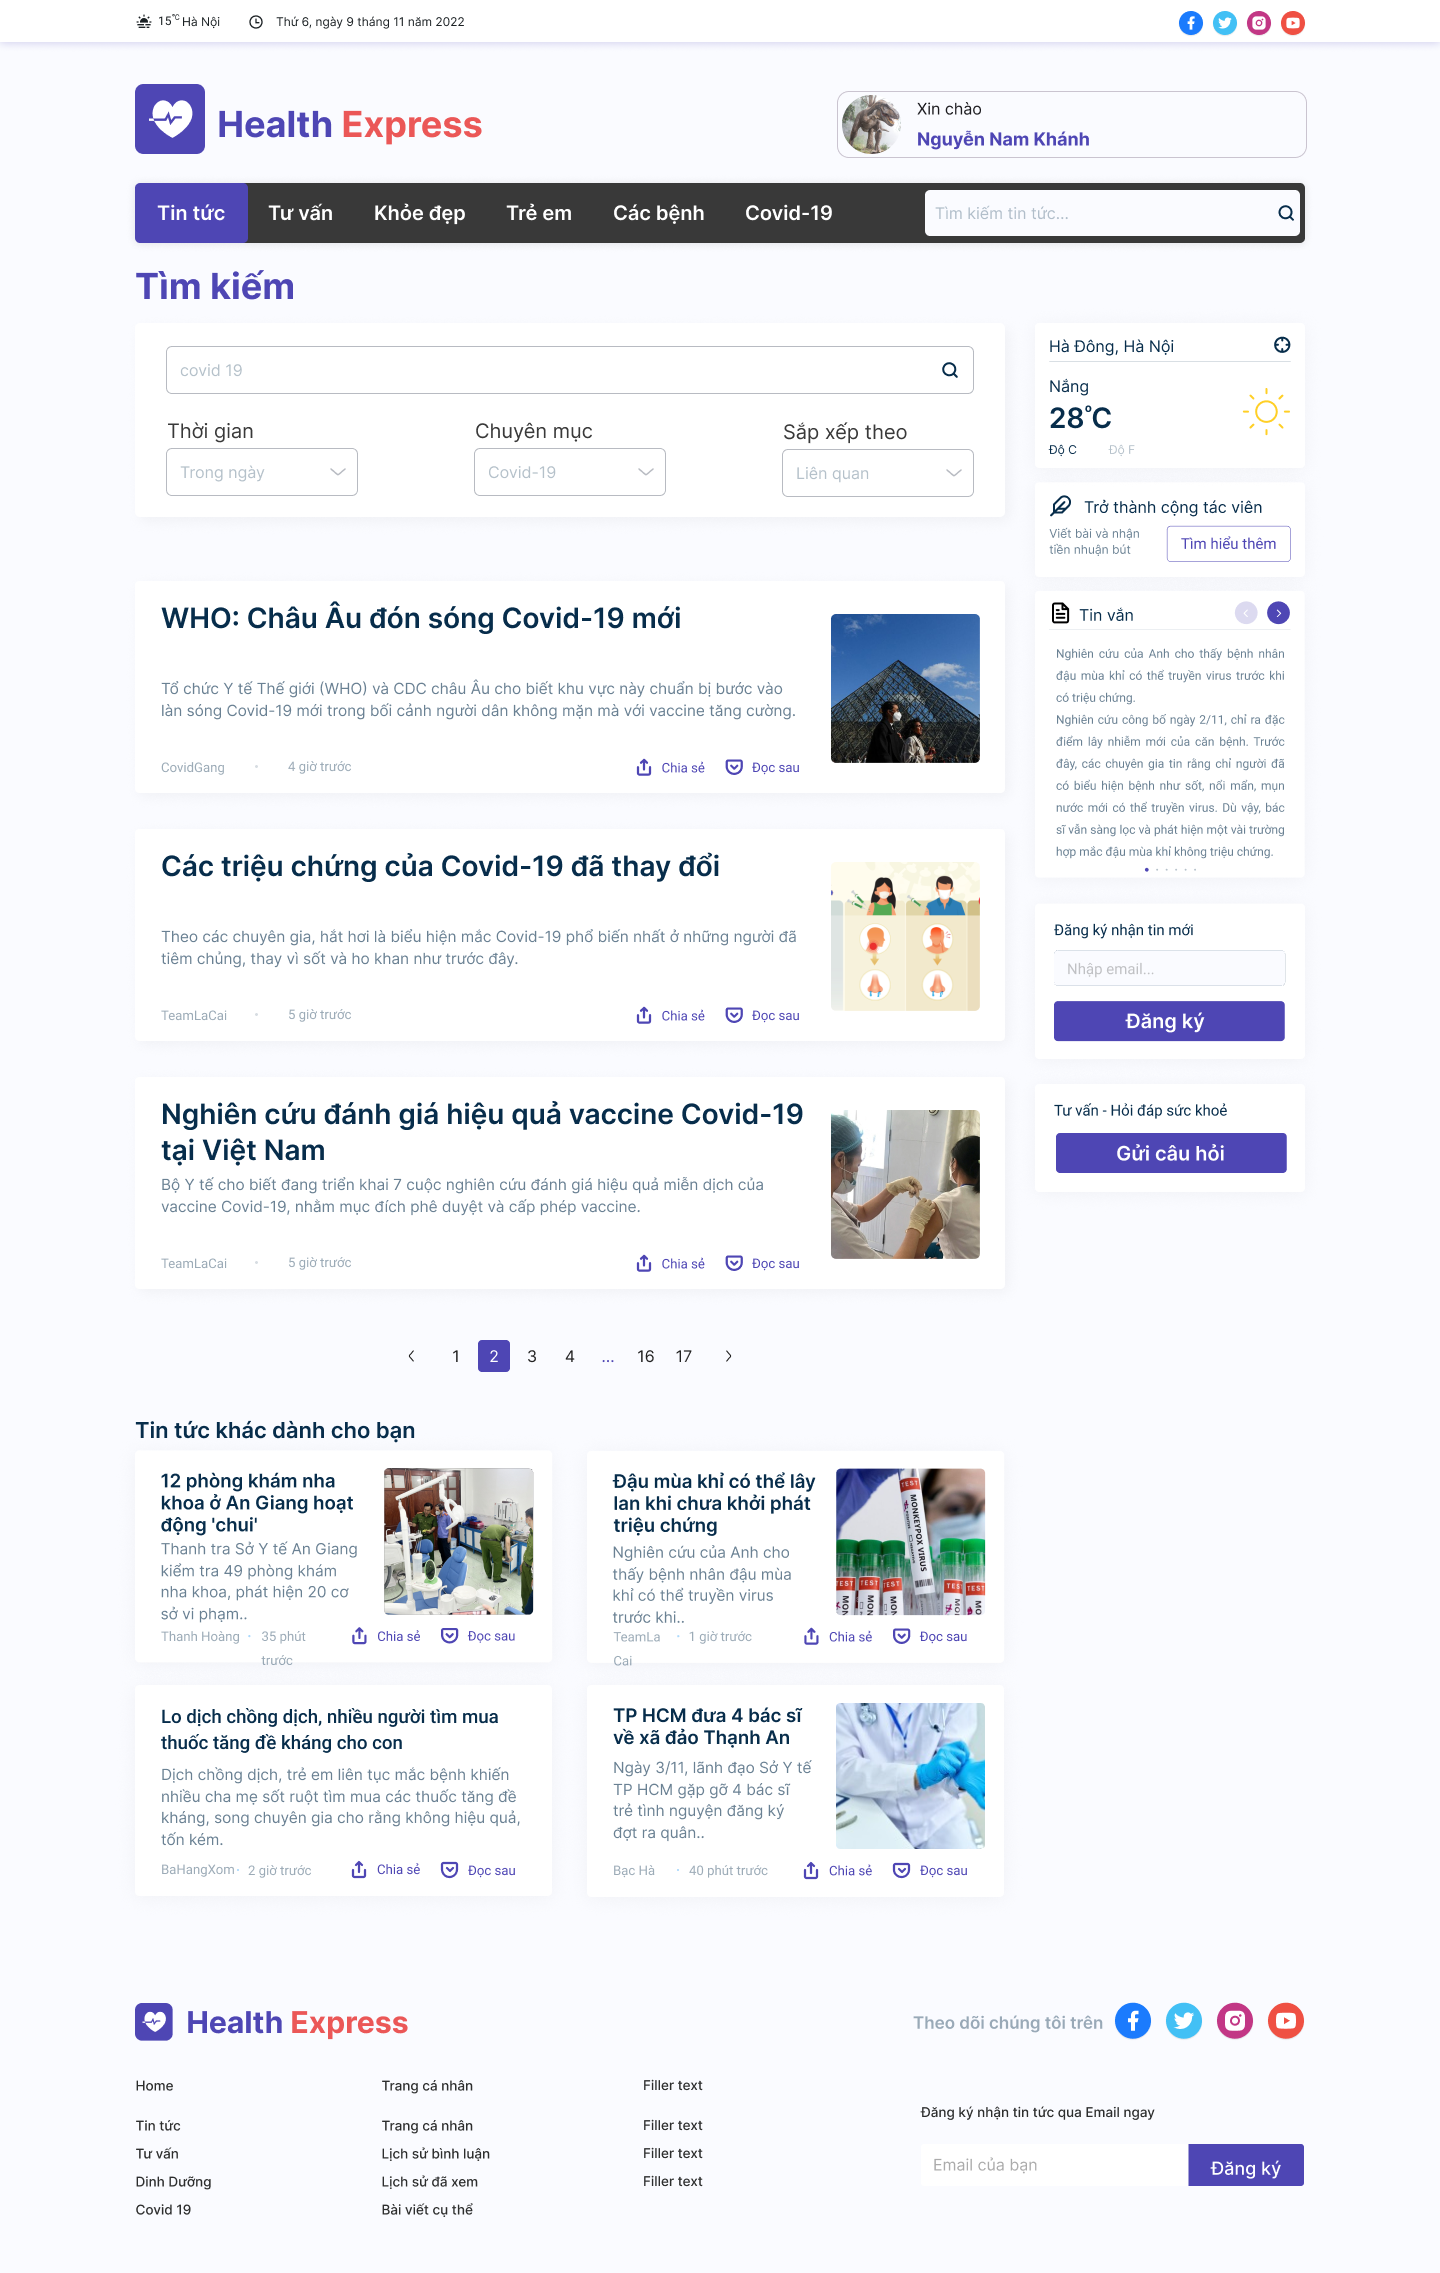 15°C Hà Nội
Thứ 6, ngày 9 tháng 11 năm 2022
Health Express
Xin chào
Nguyễn Nam Khánh
Tin tức
Tư vấn
Khỏe đẹp
Trẻ em
Các bệnh
Covid-19
Tìm kiếm tin tức...
Tìm kiếm
covid 19
Thời gian
Chuyên mục
Sắp xếp theo
Trong ngày
Covid-19
Liên quan
Hà Đông, Hà Nội
Nắng
28°C
Độ C
Độ F
Trở thành cộng tác viên
Viết bài và nhận
tiền nhuận bút
Tìm hiểu thêm
Tin vắn
Nghiên cứu của Anh cho thấy bệnh nhân
đậu mùa khỉ có thể truyền virus trước khi
có triệu chứng.
Nghiên cứu công bố ngày 2/11, chỉ ra đặc
điểm lây nhiễm mới của căn bệnh. Trước
đây, các chuyên gia tin rằng chỉ người đã
có biểu hiện bệnh như sốt, nổi mẩn, mụn
nước mới có thể truyền virus. Dù vậy, bác
sĩ vẫn sàng lọc và phát hiện một vài trường
hợp mắc đậu mùa khỉ không triệu chứng.
Đăng ký nhận tin mới
Nhập email...
Đăng ký
Tư vấn - Hỏi đáp sức khoẻ
Gửi câu hỏi
WHO: Châu Âu đón sóng Covid-19 mới
Tổ chức Y tế Thế giới (WHO) và CDC châu Âu cho biết khu vực này chuẩn bị bước vào
làn sóng Covid-19 mới trong bối cảnh người dân không mặn mà với vaccine tăng cường.
CovidGang • 4 giờ trước
Chia sẻ
Đọc sau
Các triệu chứng của Covid-19 đã thay đổi
Theo các chuyên gia, hắt hơi là biểu hiện mắc Covid-19 phổ biến nhất ở những người đã
tiêm chủng, thay vì sốt và ho khan như trước đây.
TeamLaCai • 5 giờ trước
Chia sẻ
Đọc sau
Nghiên cứu đánh giá hiệu quả vaccine Covid-19
tại Việt Nam
Bộ Y tế cho biết đang triển khai 7 cuộc nghiên cứu đánh giá hiệu quả miễn dịch của
vaccine Covid-19, nhằm mục đích phê duyệt và cấp phép vaccine.
TeamLaCai • 5 giờ trước
Chia sẻ
Đọc sau
1 2 3 4 ... 16 17
Tin tức khác dành cho bạn
12 phòng khám nha
khoa ở An Giang hoạt
động 'chui'
Thanh tra Sở Y tế An Giang
kiểm tra 49 phòng khám
nha khoa, phát hiện 20 cơ
sở vi phạm..
Thanh Hoàng • 35 phút
trước
Chia sẻ
Đọc sau
Đậu mùa khỉ có thể lây
lan khi chưa khởi phát
triệu chứng
Nghiên cứu của Anh cho
thấy bệnh nhân đậu mùa
khỉ có thể truyền virus
trước khi..
TeamLa
Cai
• 1 giờ trước
Chia sẻ
Đọc sau
TEST
MONKEYPOX VIRUS
TEST
TEST
TEST
TEST
TEST
TEST
Lo dịch chồng dịch, nhiều người tìm mua
thuốc tăng đề kháng cho con
Dịch chồng dịch, trẻ em liên tục mắc bệnh khiến
nhiều cha mẹ sốt ruột tìm mua các thuốc tăng đề
kháng, song chuyên gia cho rằng không hiệu quả,
tốn kém.
BaHangXom • 2 giờ trước
Chia sẻ
Đọc sau
TP HCM đưa 4 bác sĩ
về xã đảo Thạnh An
Ngày 3/11, lãnh đạo Sở Y tế
TP HCM gặp gỡ 4 bác sĩ
trẻ tình nguyện đăng ký
đợt ra quân..
Bạc Hà • 40 phút trước
Chia sẻ
Đọc sau
Health Express
Theo dõi chúng tôi trên
Home
Tin tức
Tư vấn
Dinh Dưỡng
Covid 19
Trang cá nhân
Trang cá nhân
Lịch sử bình luận
Lịch sử đã xem
Bài viết cụ thể
Filler text
Filler text
Filler text
Filler text
Đăng ký nhận tin tức qua Email ngay
Email của bạn
Đăng ký